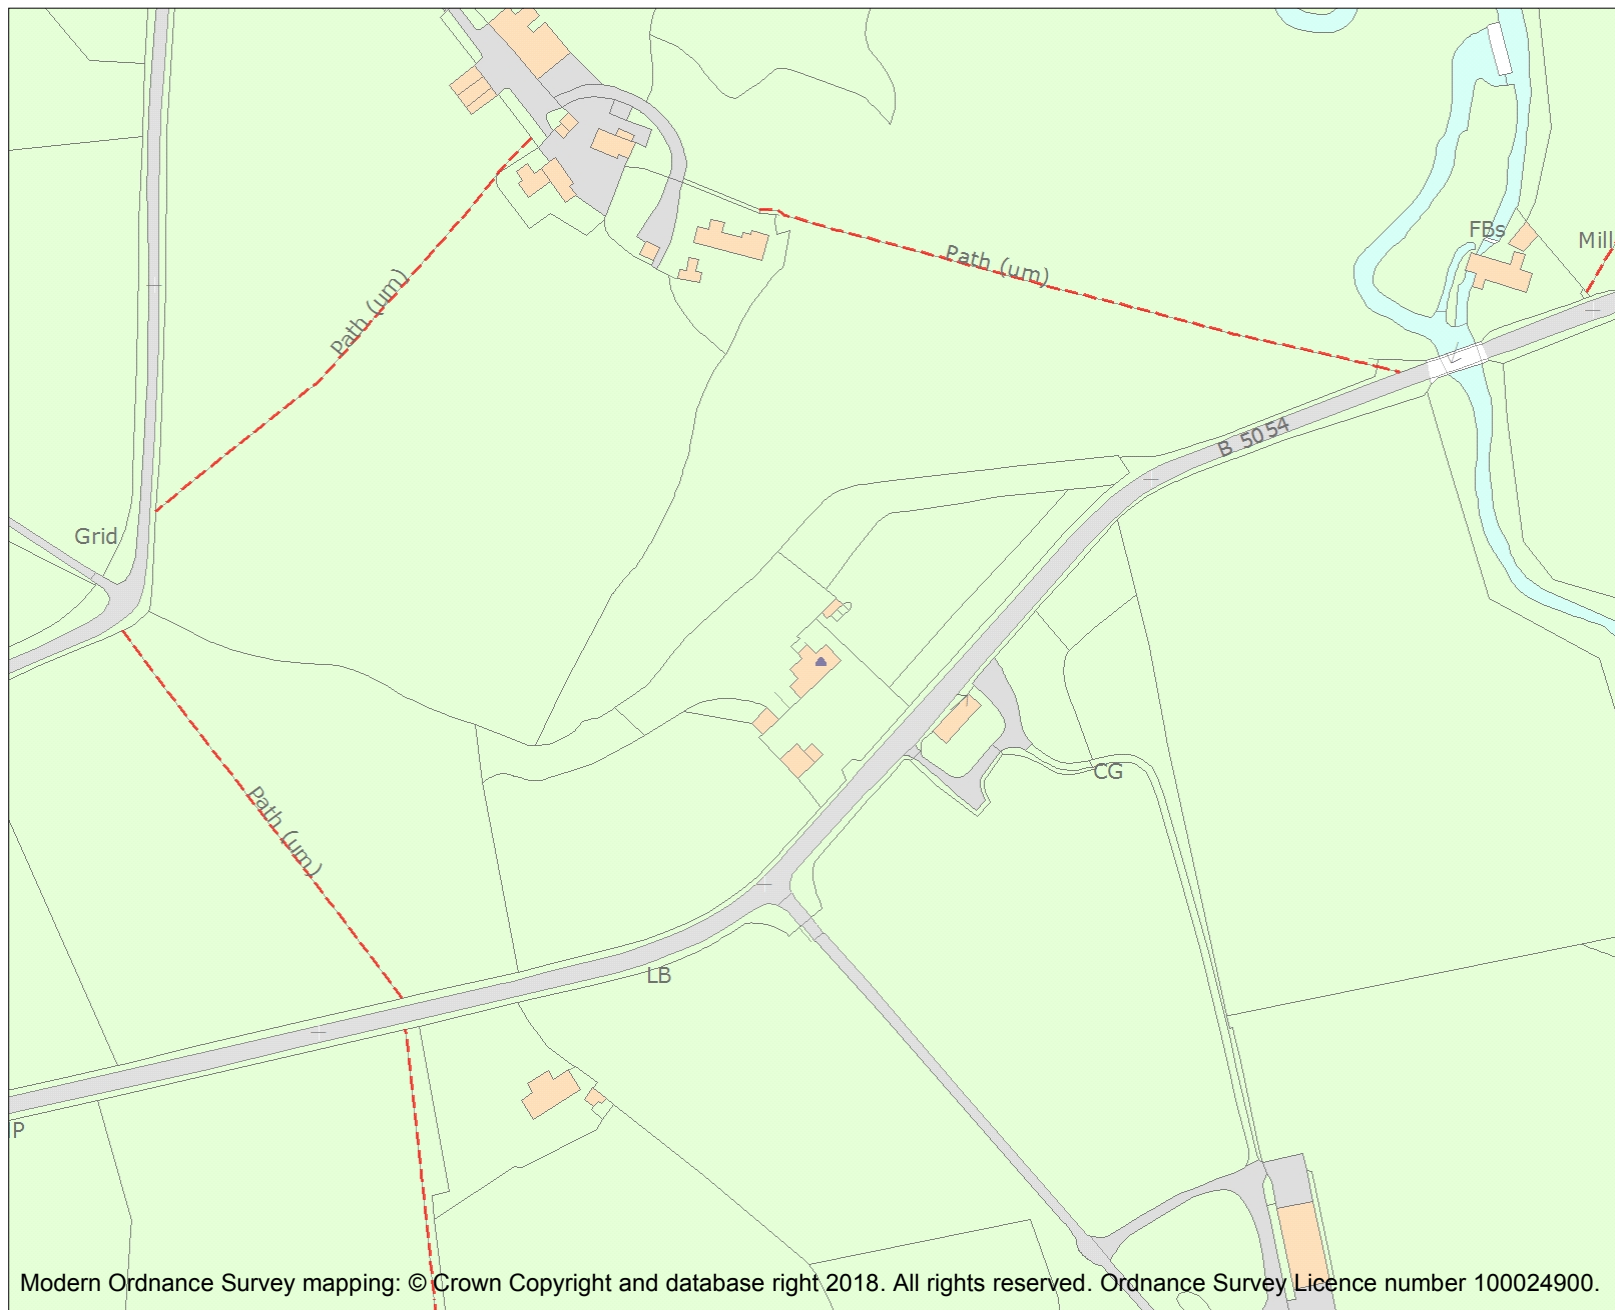 FBs
Mill
Path (um)
Path (um)
B 5054
Grid
CG
Path (um)
LB
IP
Modern Ordnance Survey mapping: © Crown Copyright and database right 2018. All rights reserved. Ordnance Survey Licence number 100024900.